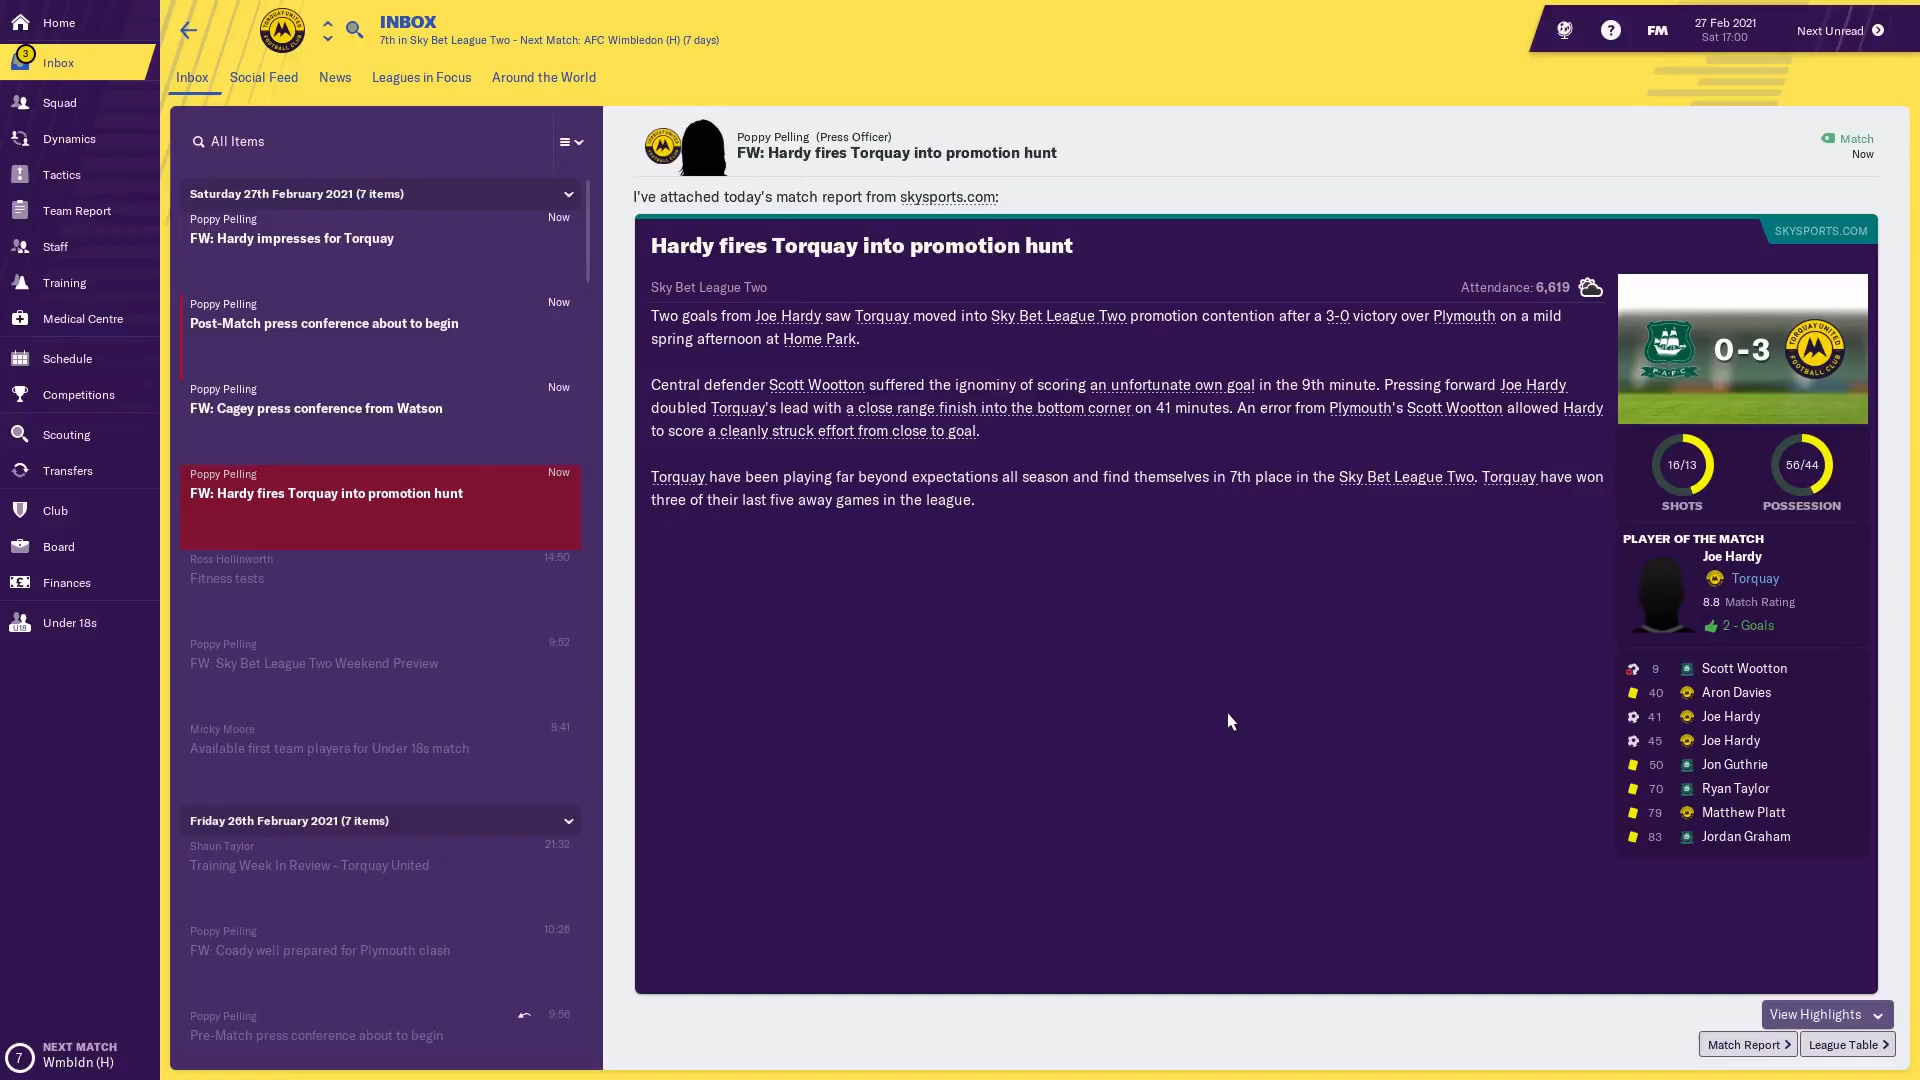 Home
3
Inbox
Squad
Dynamics
Tactics
Team Report
Staff
Training
Medical Centre
Schedule
Competitions
Scouting
Transfers
Club
Board
Finances
U18
Under 18s
7
NEXT MATCH
Wmbldn (H)
INBOX
7th in Sky Bet League Two - Next Match: AFC Wimbledon (H) (7 days)
FM
27 Feb 2021
Sat 17:00
Next Unread
Inbox
Social Feed
News
Leagues in Focus
Around the World
All Items
Saturday 27th February 2021 (7 items)
Poppy Pelling
Now
FW: Hardy impresses for Torquay
Poppy Pelling
Now
Post-Match press conference about to begin
Poppy Pelling
Now
FW: Cagey press conference from Watson
Poppy Pelling
Now
FW: Hardy fires Torquay into promotion hunt
Ross Hollinworth
14:50
Fitness tests
Poppy Pelling
9:52
FW: Sky Bet League Two Weekend Preview
Micky Moore
8:41
Available first team players for Under 18s match
Friday 26th February 2021 (7 items)
Shaun Taylor
21:32
Training Week In Review - Torquay United
Poppy Pelling
10:26
FW: Coady well prepared for Plymouth clash
Poppy Pelling
9:56
Pre-Match press conference about to begin
Poppy Pelling (Press Officer)
FW: Hardy fires Torquay into promotion hunt
Match
Now
I've attached today's match report from skysports.com:
SKYSPORTS.COM
Hardy fires Torquay into promotion hunt
Sky Bet League Two
Attendance: 6,619
Two goals from Joe Hardy saw Torquay moved into Sky Bet League Two promotion contention after a 3-0 victory over Plymouth on a mild
spring afternoon at Home Park.
Central defender Scott Wootton suffered the ignominy of scoring an unfortunate own goal in the 9th minute. Pressing forward Joe Hardy
doubled Torquay's lead with a close range finish into the bottom corner on 41 minutes. An error from Plymouth's Scott Wootton allowed Hardy
to score a cleanly struck effort from close to goal.
Torquay have been playing far beyond expectations all season and find themselves in 7th place in the Sky Bet League Two. Torquay have won
three of their last five away games in the league.
0-3
16/13
SHOTS
56/44
POSSESSION
PLAYER OF THE MATCH
Joe Hardy
Torquay
8.8 Match Rating
2 - Goals
9 Scott Wootton
40 Aron Davies
41 Joe Hardy
45 Joe Hardy
50 Jon Guthrie
70 Ryan Taylor
79 Matthew Platt
83 Jordan Graham
View Highlights
Match Report
League Table